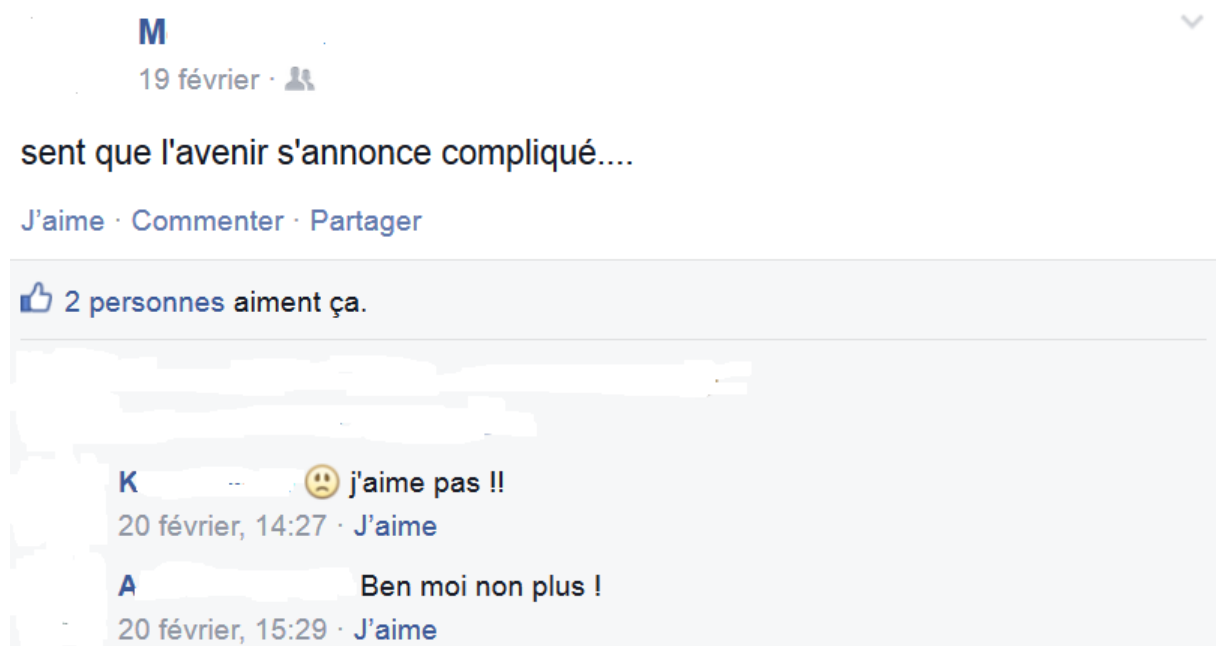 M
19 février ·
sent que l'avenir s'annonce compliqué....
J'aime · Commenter · Partager
2 personnes aiment ça.
K j'aime pas !!
20 février, 14:27 · J'aime
A Ben moi non plus !
20 février, 15:29 · J'aime